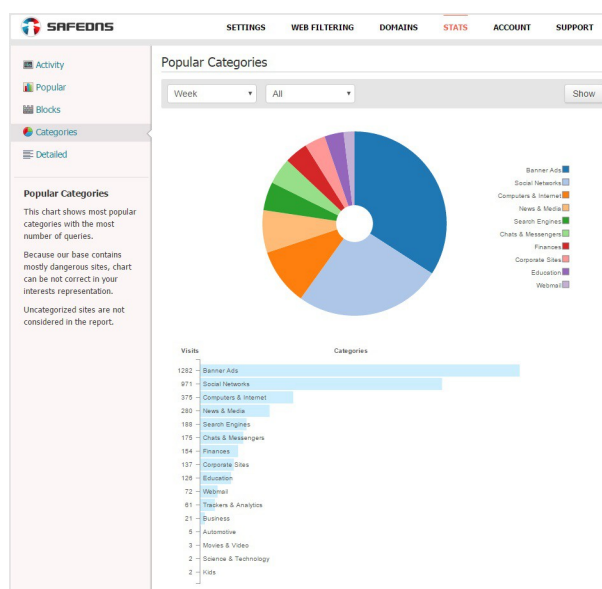 SAFEDNS
SETTINGS WEB FILTERING DOMAINS STATS ACCOUNT SUPPORT
Activity
Popular
Blocks
Categories
Detailed
Popular Categories
This chart shows most popular
categories with the most
number of queries.
Because our base contains
mostly dangerous sites, chart
can be not correct in your
interests representation.
Uncategorized sites are not
considered in the report.
Popular Categories
Week All Show
Banner Ads
Social Networks
Computers & Internet
News & Media
Search Engines
Chats & Messengers
Finances
Corporate Sites
Education
Webmail
Visits Categories
1282 Banner Ads
971 Social Networks
375 Computers & Internet
280 News & Media
188 Search Engines
175 Chats & Messengers
154 Finances
137 Corporate Sites
126 Education
72 Webmail
61 Trackers & Analytics
21 Business
5 Automotive
3 Movies & Video
2 Science & Technology
2 Kids